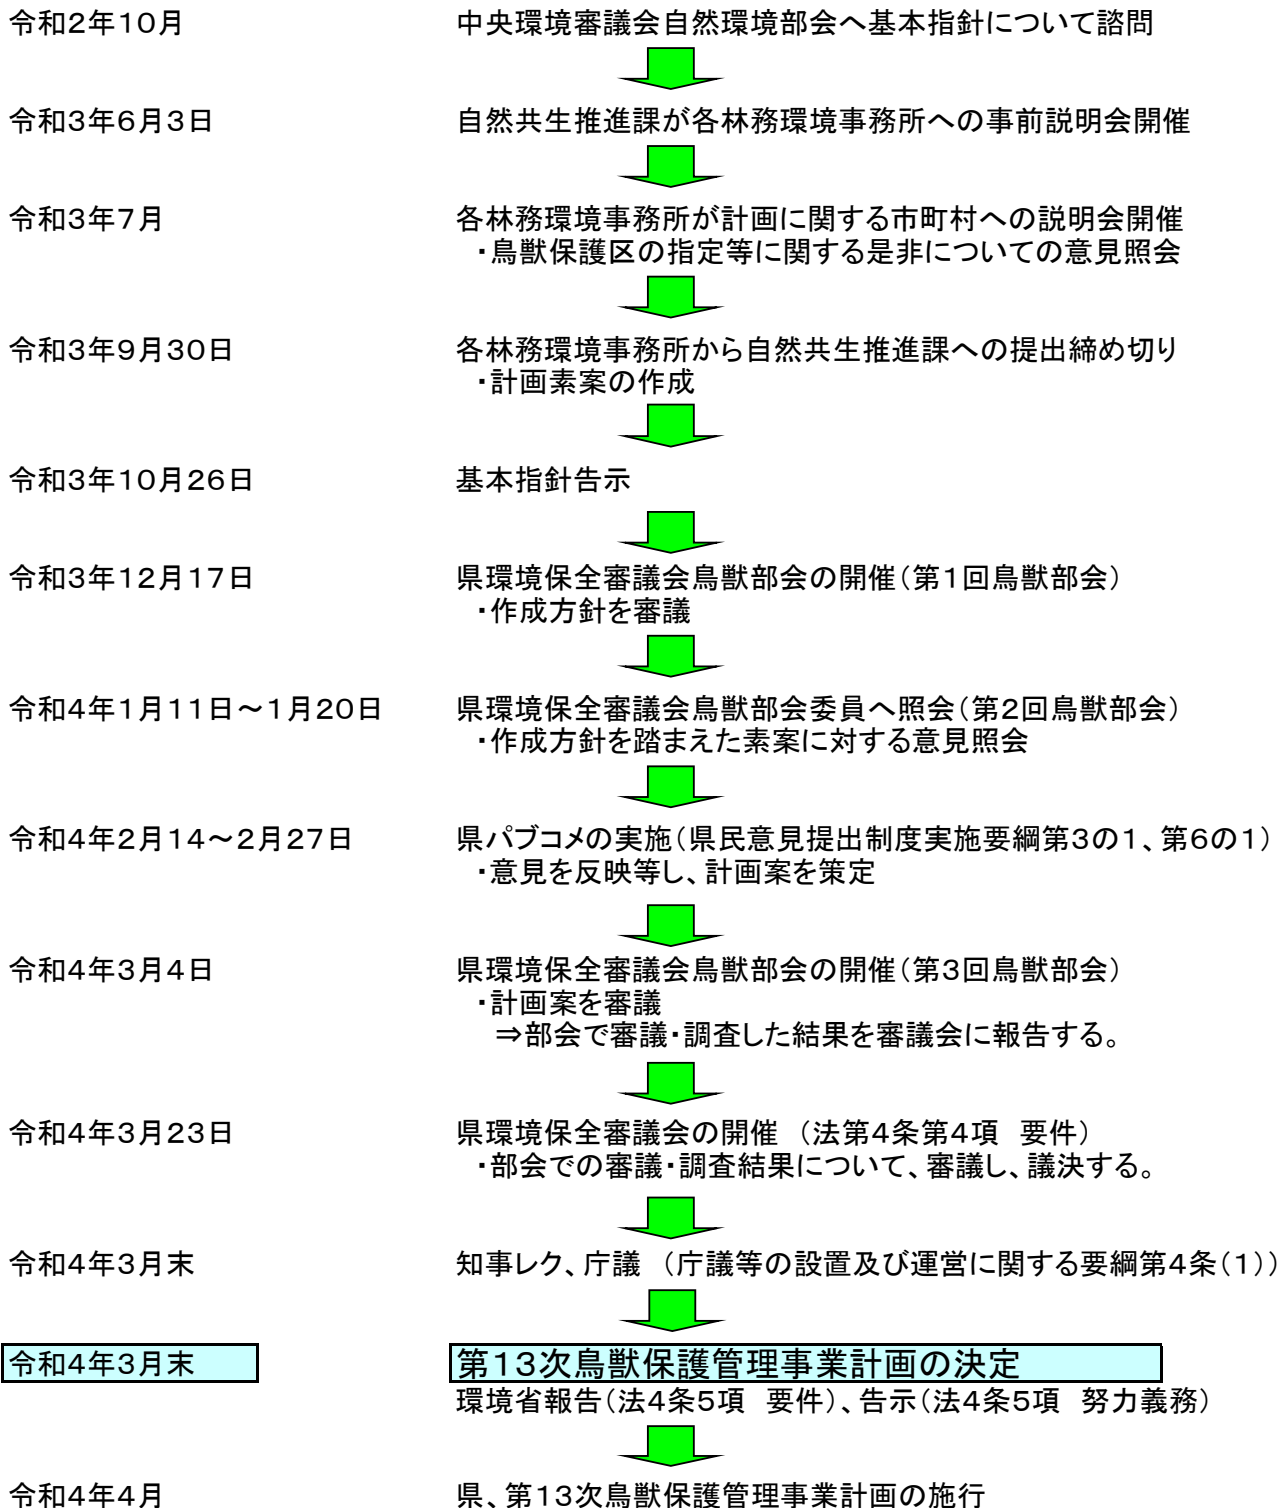 令和2年10月 中央環境審議会自然環境部会へ基本指針について諮問
令和3年6月3日 自然共生推進課が各林務環境事務所への事前説明会開催
令和3年7月 各林務環境事務所が計画に関する市町村への説明会開催
・鳥獣保護区の指定等に関する是非についての意見照会
令和3年9月30日 各林務環境事務所から自然共生推進課への提出締め切り
・計画素案の作成
令和3年10月26日 基本指針告示
令和3年12月17日 県環境保全審議会鳥獣部会の開催（第1回鳥獣部会）
・作成方針を審議
令和4年1月11日～1月20日 県環境保全審議会鳥獣部会委員へ照会（第2回鳥獣部会）
・作成方針を踏まえた素案に対する意見照会
令和4年2月14～2月27日 県パブコメの実施（県民意見提出制度実施要綱第3の1、第6の1）
・意見を反映等し、計画案を策定
令和4年3月4日 県環境保全審議会鳥獣部会の開催（第3回鳥獣部会）
・計画案を審議
⇒部会で審議・調査した結果を審議会に報告する。
令和4年3月23日 県環境保全審議会の開催　（法第4条第4項　要件）
・部会での審議・調査結果について、審議し、議決する。
令和4年3月末 知事レク、庁議　（庁議等の設置及び運営に関する要綱第4条（1））
令和4年3月末 第13次鳥獣保護管理事業計画の決定
環境省報告（法4条5項　要件）、告示（法4条5項　努力義務）
令和4年4月 県、第13次鳥獣保護管理事業計画の施行